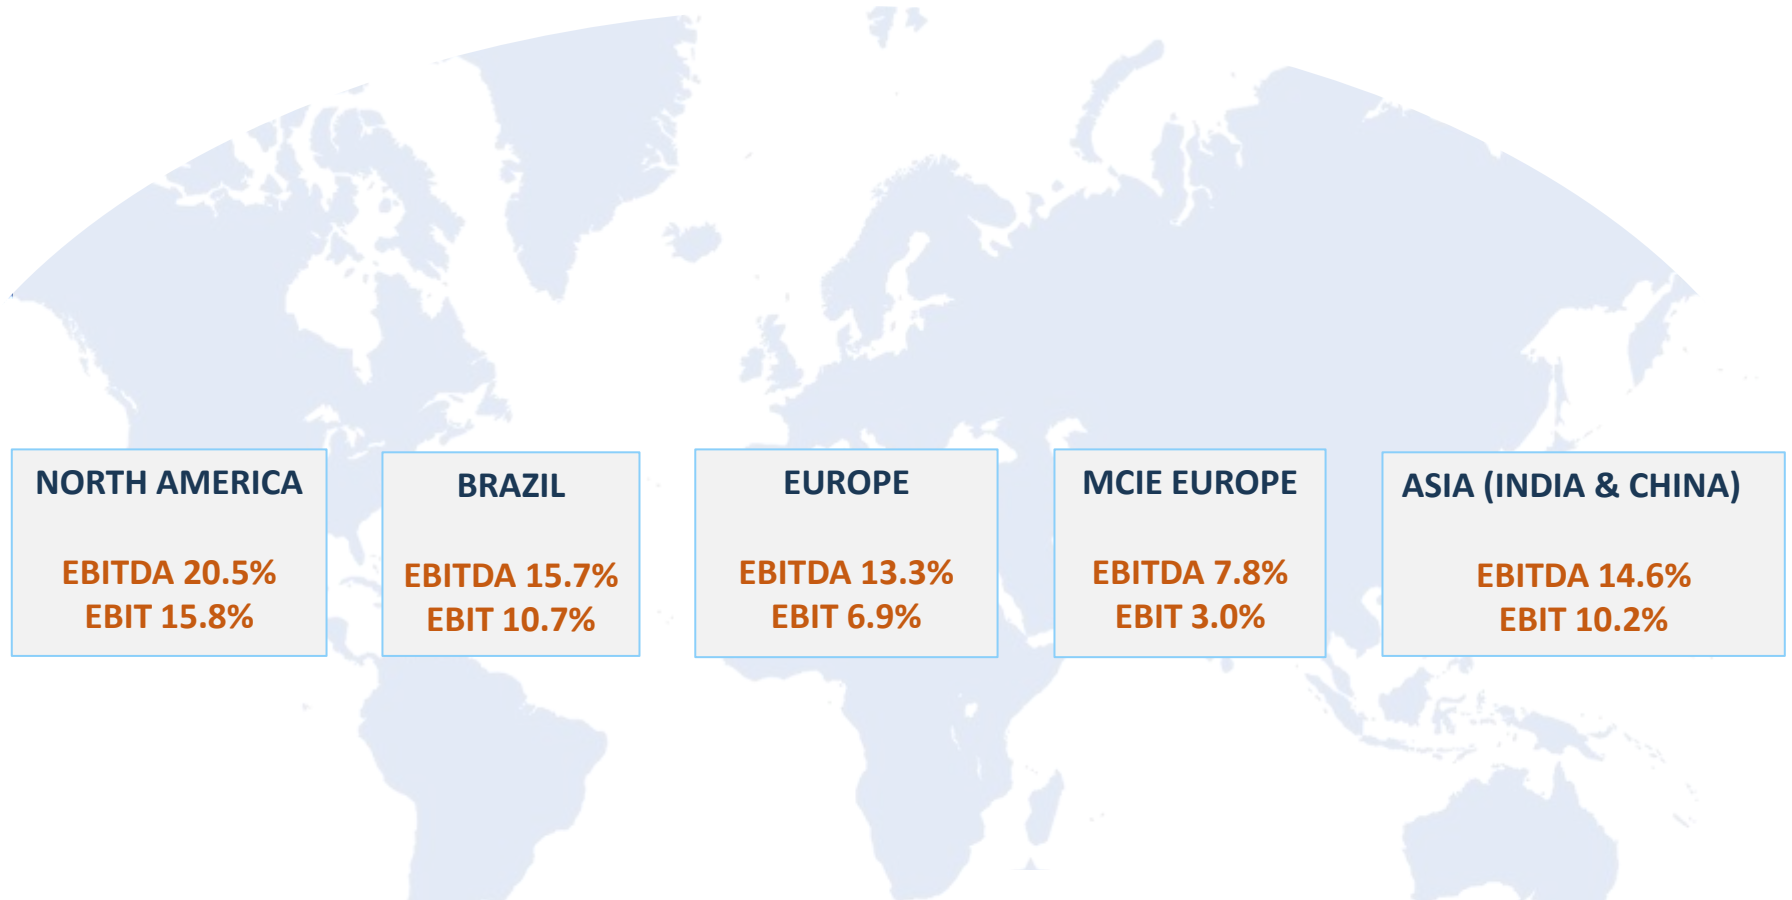 NORTH AMERICA
EBITDA 20.5%
EBIT 15.8%
BRAZIL
EBITDA 15.7%
EBIT 10.7%
EUROPE
EBITDA 13.3%
EBIT 6.9%
MCIE EUROPE
EBITDA 7.8%
EBIT 3.0%
ASIA (INDIA & CHINA)
EBITDA 14.6%
EBIT 10.2%